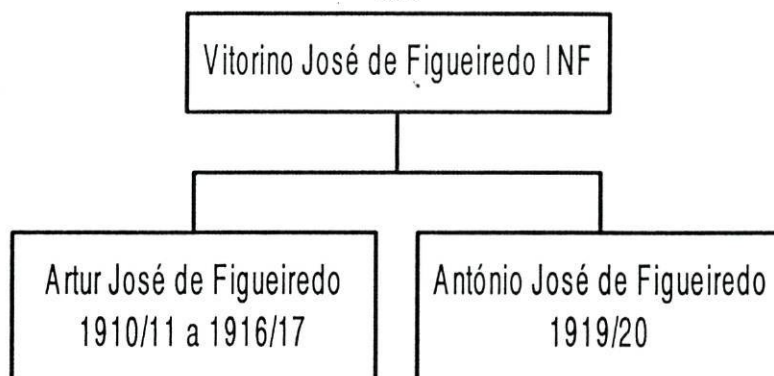 Vitorino José de Figueiredo INF
Artur José de Figueiredo
1910/11 a 1916/17
António José de Figueiredo
1919/20